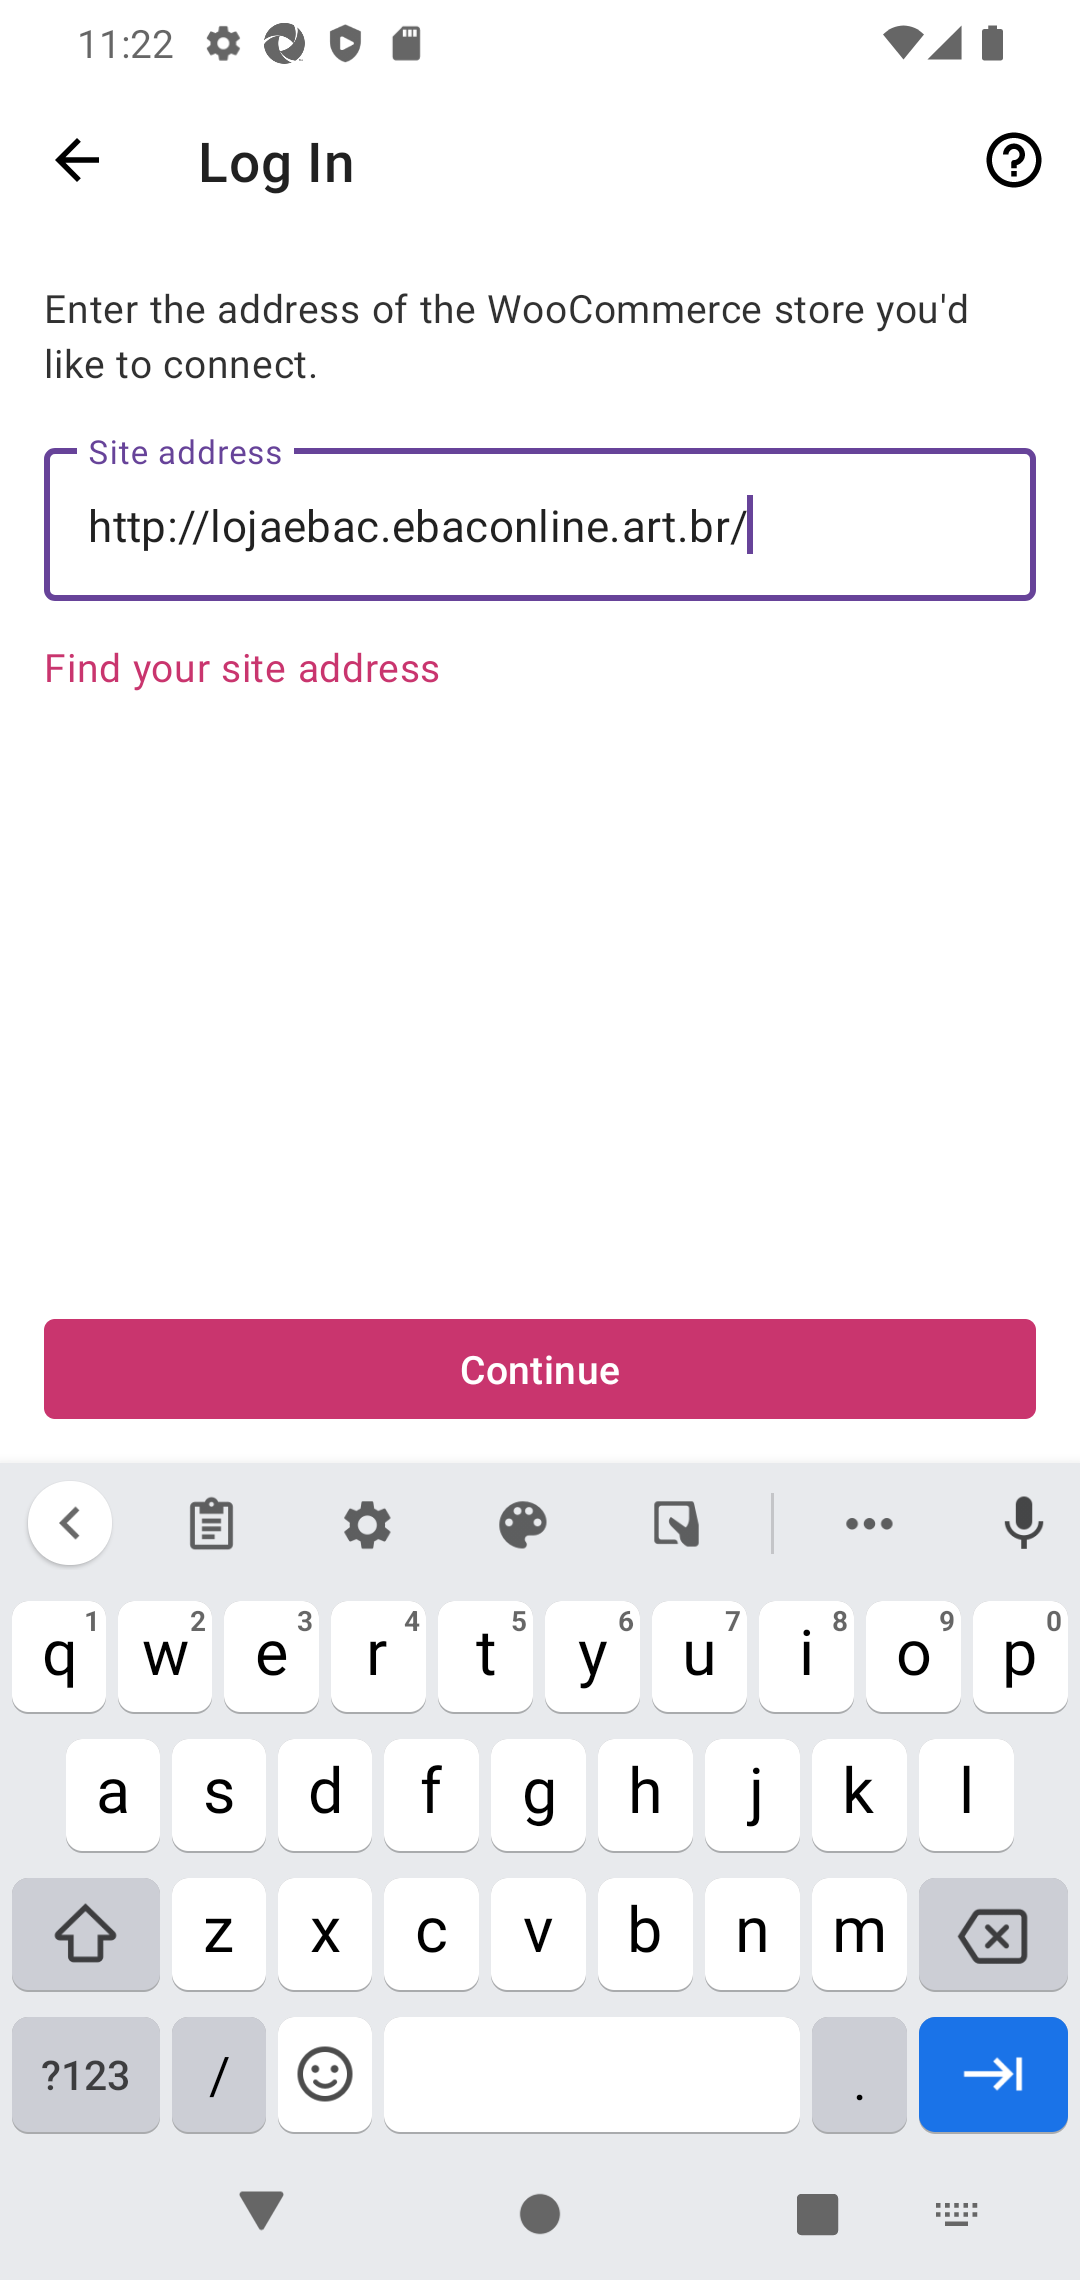 11:22
Log In
Enter the address of the WooCommerce store you'd
like to connect.
Site address
http://lojaebac.ebaconline.art.br/
Find your site address
Continue
q 1 w 2 e 3 r 4 t 5 y 6 u 7 i 8 o 9 p 0
a s d f g h j k l
z x c v b n m
?123 / .